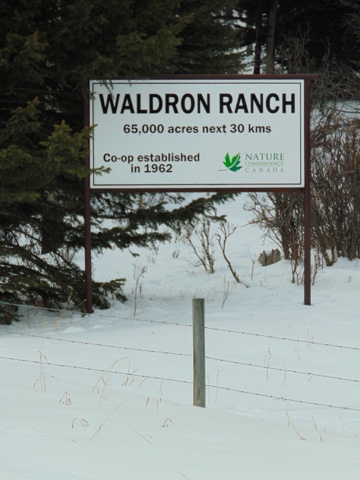 WALDRON RANCH
65,000 acres next 30 kms
Co-op established
in 1962
NATURE
CONSERVANCY
CANADA